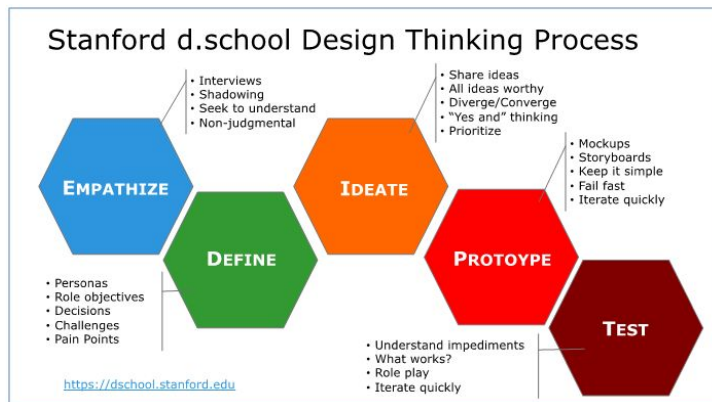 Stanford d.school Design Thinking Process
• Interviews
• Shadowing
• Seek to understand
• Non-judgmental
• Share ideas
• All ideas worthy
• Diverge/Converge
• "Yes and" thinking
• Prioritize
• Mockups
• Storyboards
• Keep it simple
• Fail fast
• Iterate quickly
EMPATHIZE
DEFINE
IDEATE
PROTOYPE
TEST
• Personas
• Role objectives
• Decisions
• Challenges
• Pain Points
• Understand impediments
• What works?
• Role play
• Iterate quickly
https://dschool.stanford.edu